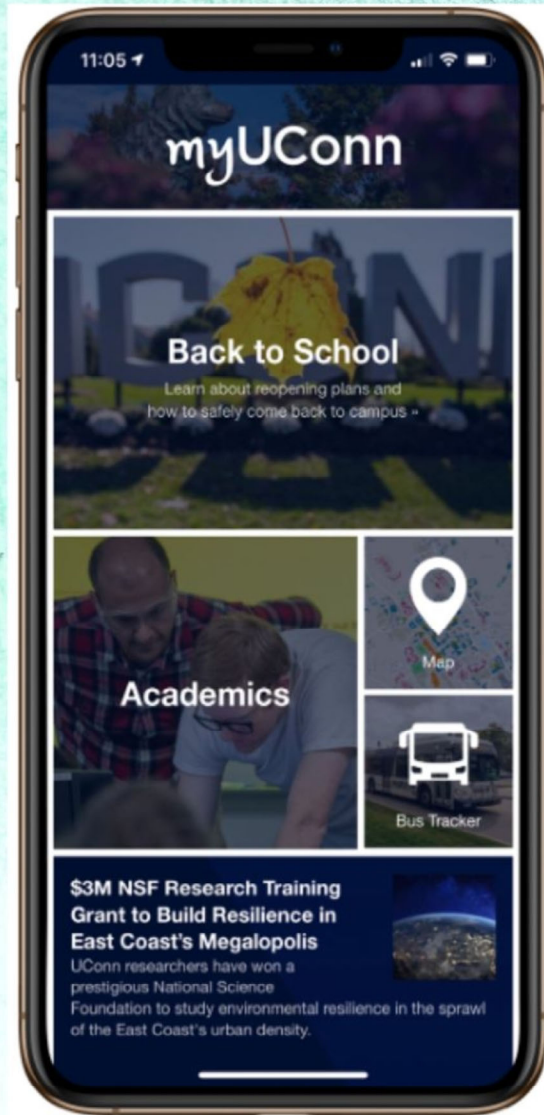 11:05
myUConn
UCONN
Back to School
Learn about reopening plans and
how to safely come back to campus »
Academics
Map
Bus Tracker
$3M NSF Research Training
Grant to Build Resilience in
East Coast's Megalopolis
UConn researchers have won a
prestigious National Science
Foundation to study environmental resilience in the sprawl
of the East Coast's urban density.